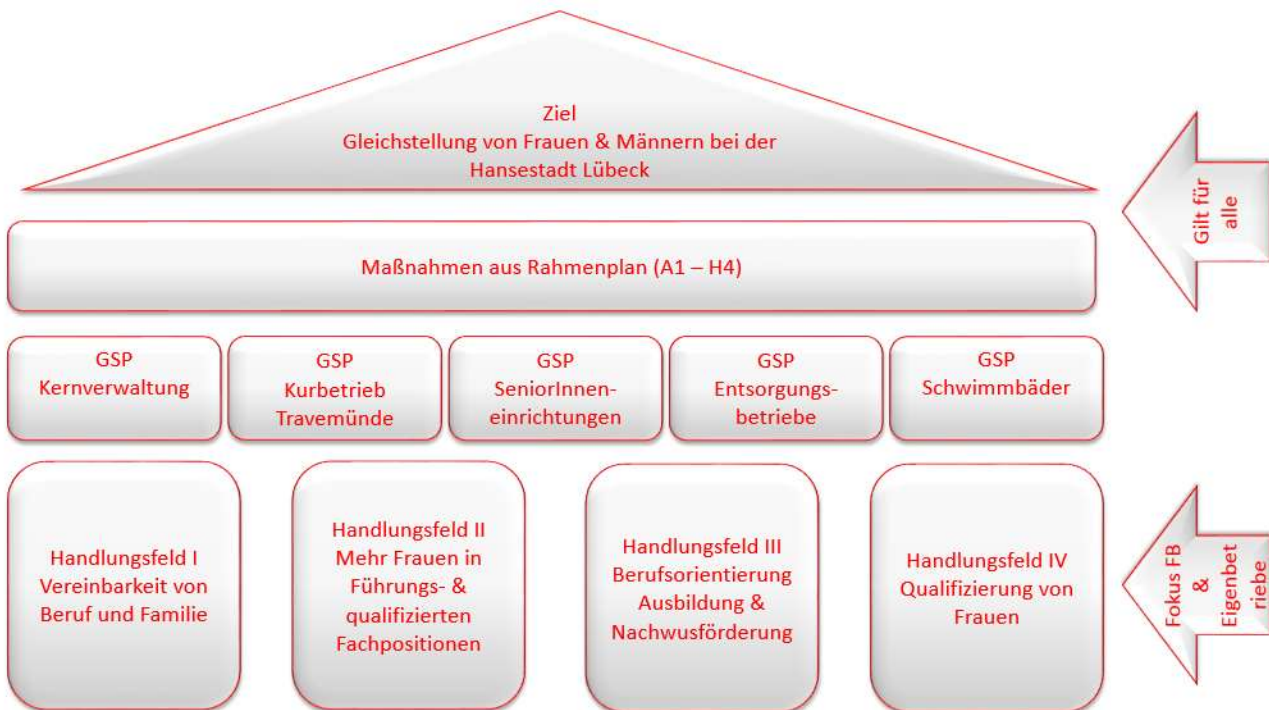 Ziel
Gleichstellung von Frauen & Männern bei der
Hansestadt Lübeck
Gilt für
alle
Maßnahmen aus Rahmenplan (A1 – H4)
GSP
Kernverwaltung
GSP
Kurbetrieb
Travemünde
GSP
SeniorInnen-
einrichtungen
GSP
Entsorgungs-
betriebe
GSP
Schwimmbäder
Handlungsfeld I
Vereinbarkeit von
Beruf und Familie
Handlungsfeld II
Mehr Frauen in
Führungs- &
qualifizierten
Fachpositionen
Handlungsfeld III
Berufsorientierung
Ausbildung &
Nachwusförderung
Handlungsfeld IV
Qualifizierung von
Frauen
Fokus FB
&
Eigenbet
riebe